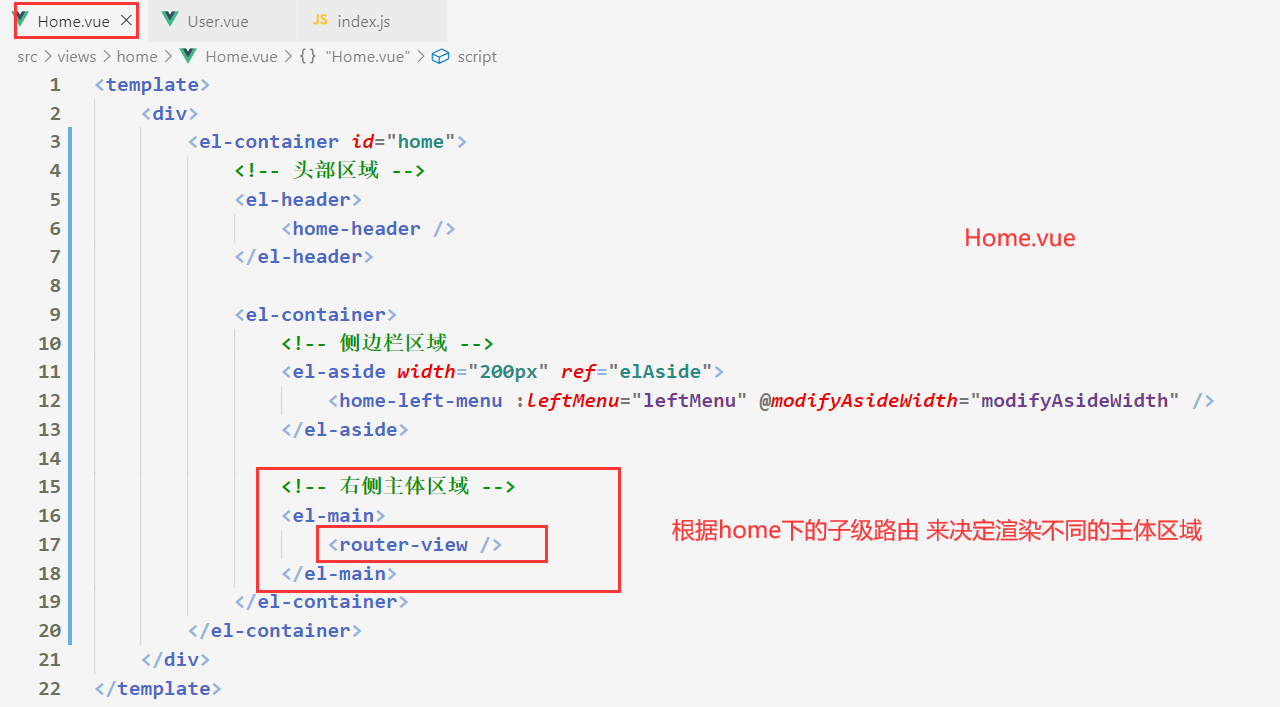 Home.vue × User.vue JS index.js
src > views > home > Home.vue > {} "Home.vue" > script
1 <template>
2 <div>
3 <el-container id="home">
4 <!-- 头部区域 -->
5 <el-header>
6 <home-header />
7 </el-header>
Home.vue
8
9 <el-container>
10 <!-- 侧边栏区域 -->
11 <el-aside width="200px" ref="elAside">
12 <home-left-menu :leftMenu="leftMenu" @modifyAsideWidth="modifyAsideWidth" />
13 </el-aside>
14
15 <!-- 右侧主体区域 -->
16 <el-main>
根据home下的子级路由 来决定渲染不同的主体区域
17 <router-view />
18 </el-main>
19 </el-container>
20 </el-container>
21 </div>
22 </template>